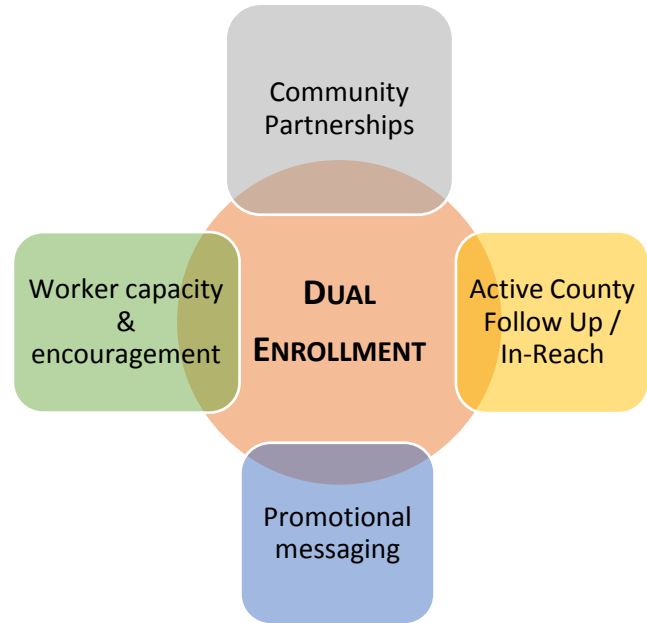 Community
Partnerships
Worker capacity
&
encouragement
DUAL
ENROLLMENT
Active County
Follow Up /
In-Reach
Promotional
messaging